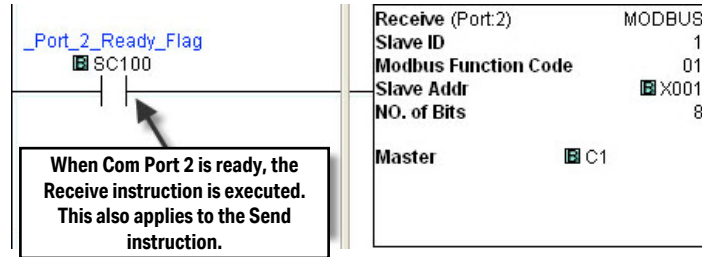 _Port_2_Ready_Flag
B SC100
When Com Port 2 is ready, the
Receive instruction is executed.
This also applies to the Send
instruction.
Receive (Port:2) MODBUS
Slave ID 1
Modbus Function Code 01
Slave Addr B X001
NO. of Bits 8
Master B C1